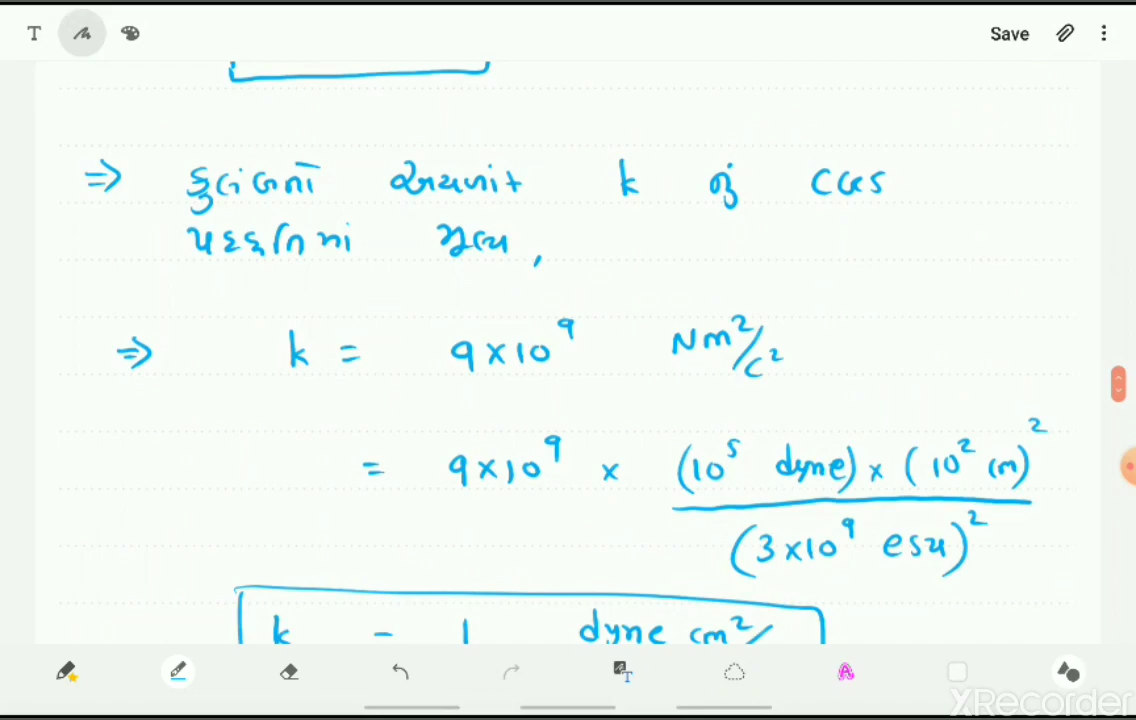 T Save
⇒ કુલંબનો અચળાંક k નું CGS
પદ્ધતિમાં મૂલ્ય,
⇒ k = 9×10⁹ Nm²/C²
= 9×10⁹ × (10⁵ dyne)×(10² cm)² / (3×10⁹ esu)²
k = 1 dyne cm²/
T A
XRecorder